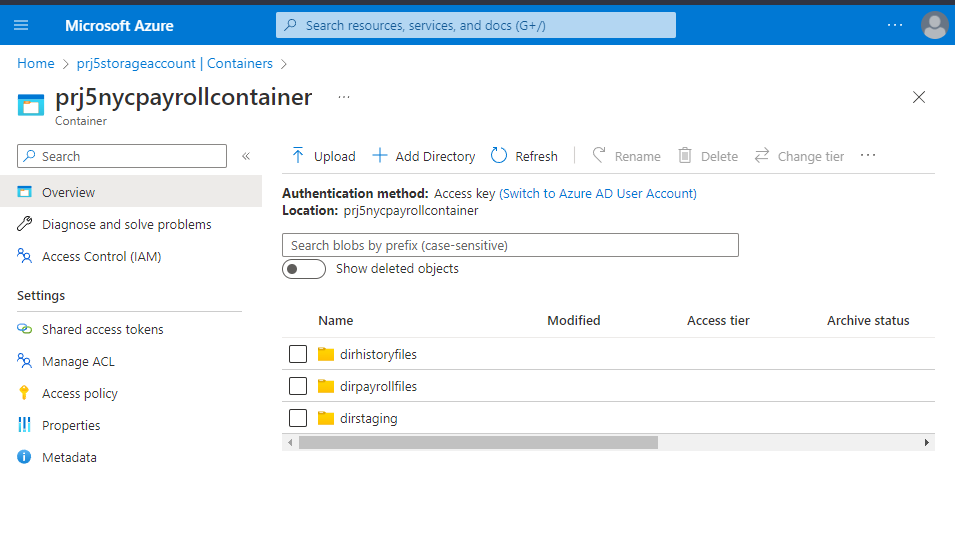 Microsoft Azure
Search resources, services, and docs (G+/)
Home > prj5storageaccount | Containers >
prj5nycpayrollcontainer ...
Container
Search «
Overview
Diagnose and solve problems
Access Control (IAM)
Settings
Shared access tokens
Manage ACL
Access policy
Properties
Metadata
Upload Add Directory Refresh Rename Delete Change tier ...
Authentication method: Access key (Switch to Azure AD User Account)
Location: prj5nycpayrollcontainer
Search blobs by prefix (case-sensitive)
Show deleted objects
Name Modified Access tier Archive status
dirhistoryfiles
dirpayrollfiles
dirstaging